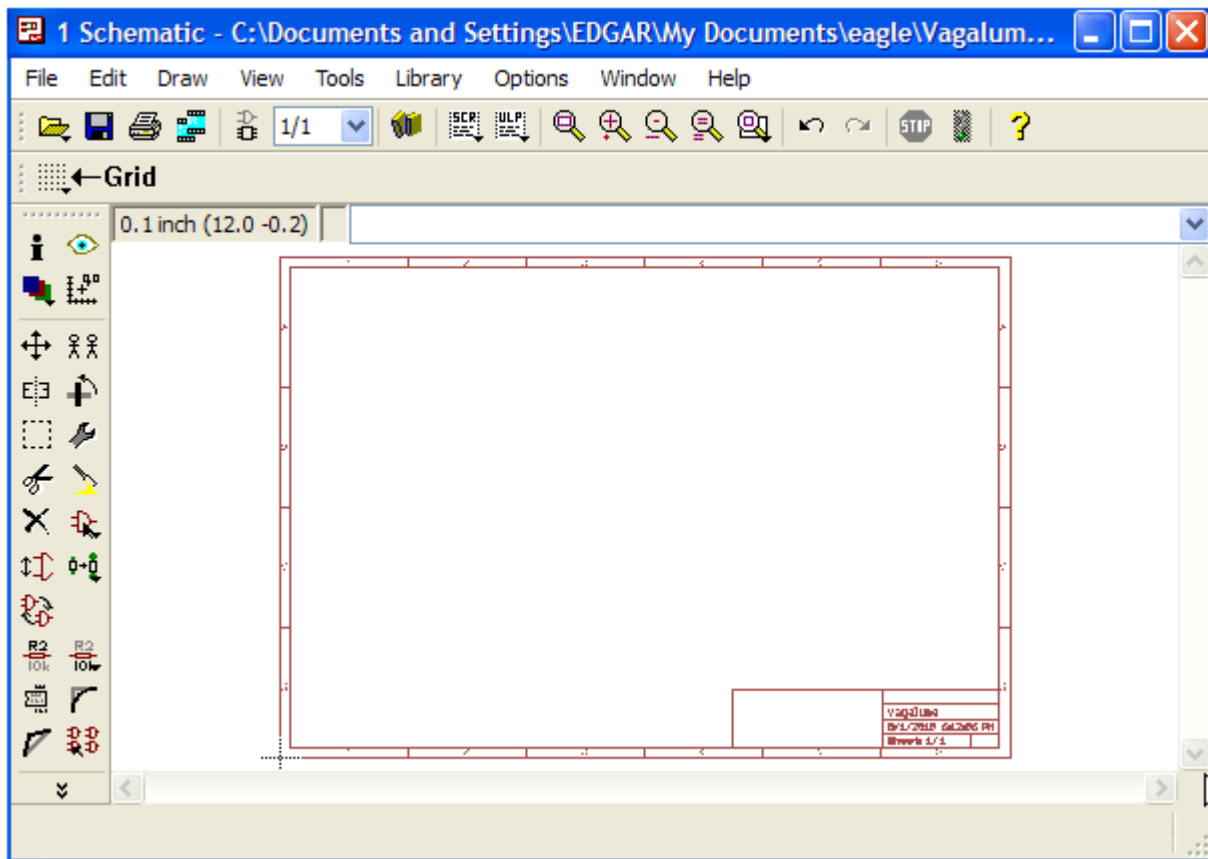 1 Schematic - C:\Documents and Settings\EDGAR\My Documents\eagle\Vagalum...
File Edit Draw View Tools Library Options Window Help
1/1 SCR ULP STOP ?
Grid
0.1 inch (12.0 -0.2)
R2 R2
10k 10k
Vagalume
Sheet 1/1